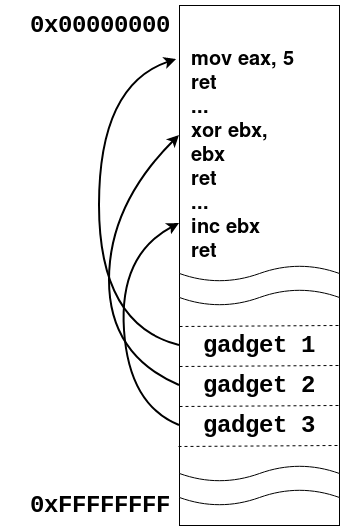 0x00000000
mov eax, 5
ret
...
xor ebx,
ebx
ret
...
inc ebx
ret
gadget 1
gadget 2
gadget 3
0xFFFFFFFF